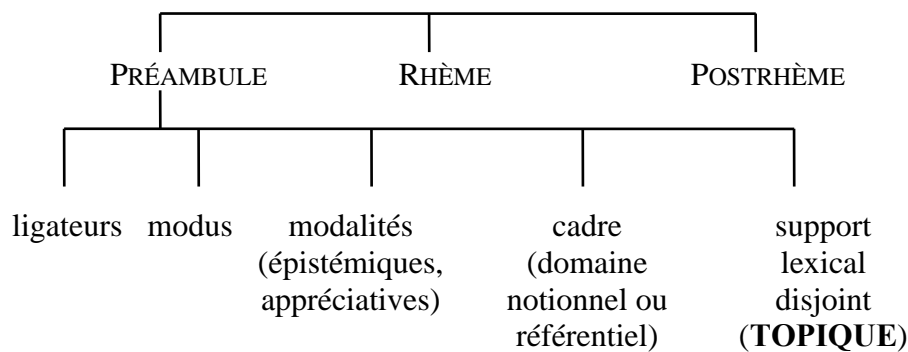 PRÉAMBULE RHÈME POSTRHÈME
ligateurs modus modalités cadre support
(épistémiques, (domaine lexical
appréciatives) notionnel ou disjoint
référentiel) (TOPIQUE)